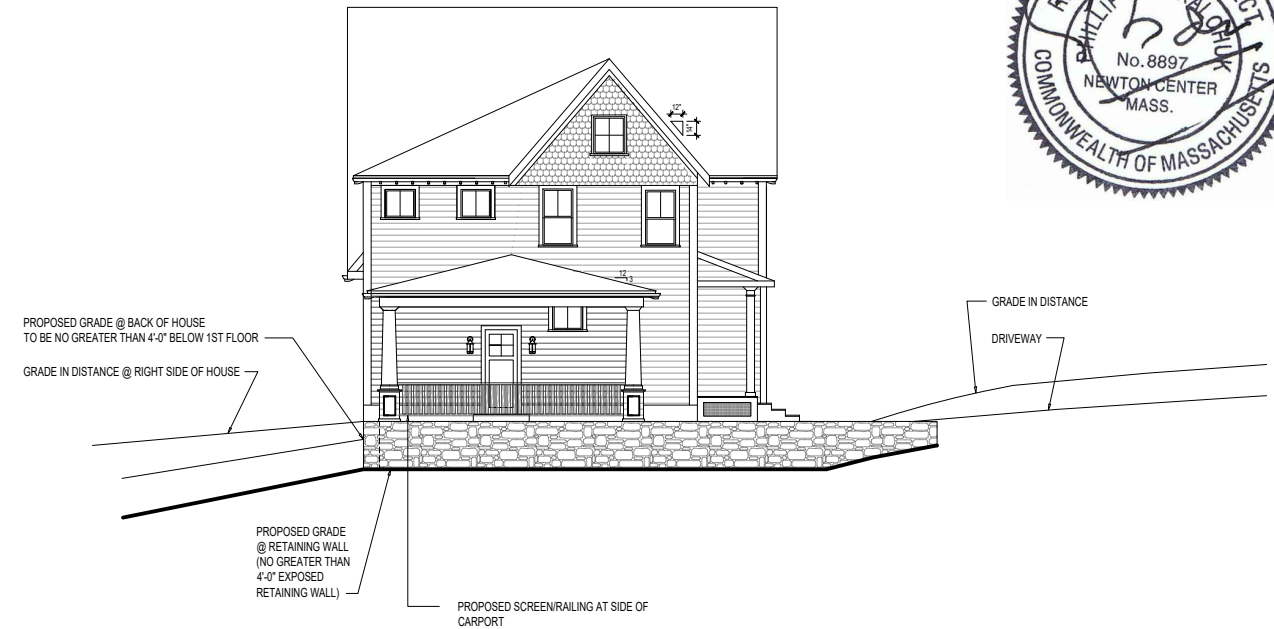 No.8897
NEWTON CENTER
MASS.
COMMONWEALTH OF MASSACHUSETTS
12"
14"
12
3
PROPOSED GRADE @ BACK OF HOUSE
TO BE NO GREATER THAN 4'-0" BELOW 1ST FLOOR
GRADE IN DISTANCE @ RIGHT SIDE OF HOUSE
GRADE IN DISTANCE
DRIVEWAY
PROPOSED GRADE
@ RETAINING WALL
(NO GREATER THAN
4'-0" EXPOSED
RETAINING WALL)
PROPOSED SCREEN/RAILING AT SIDE OF
CARPORT